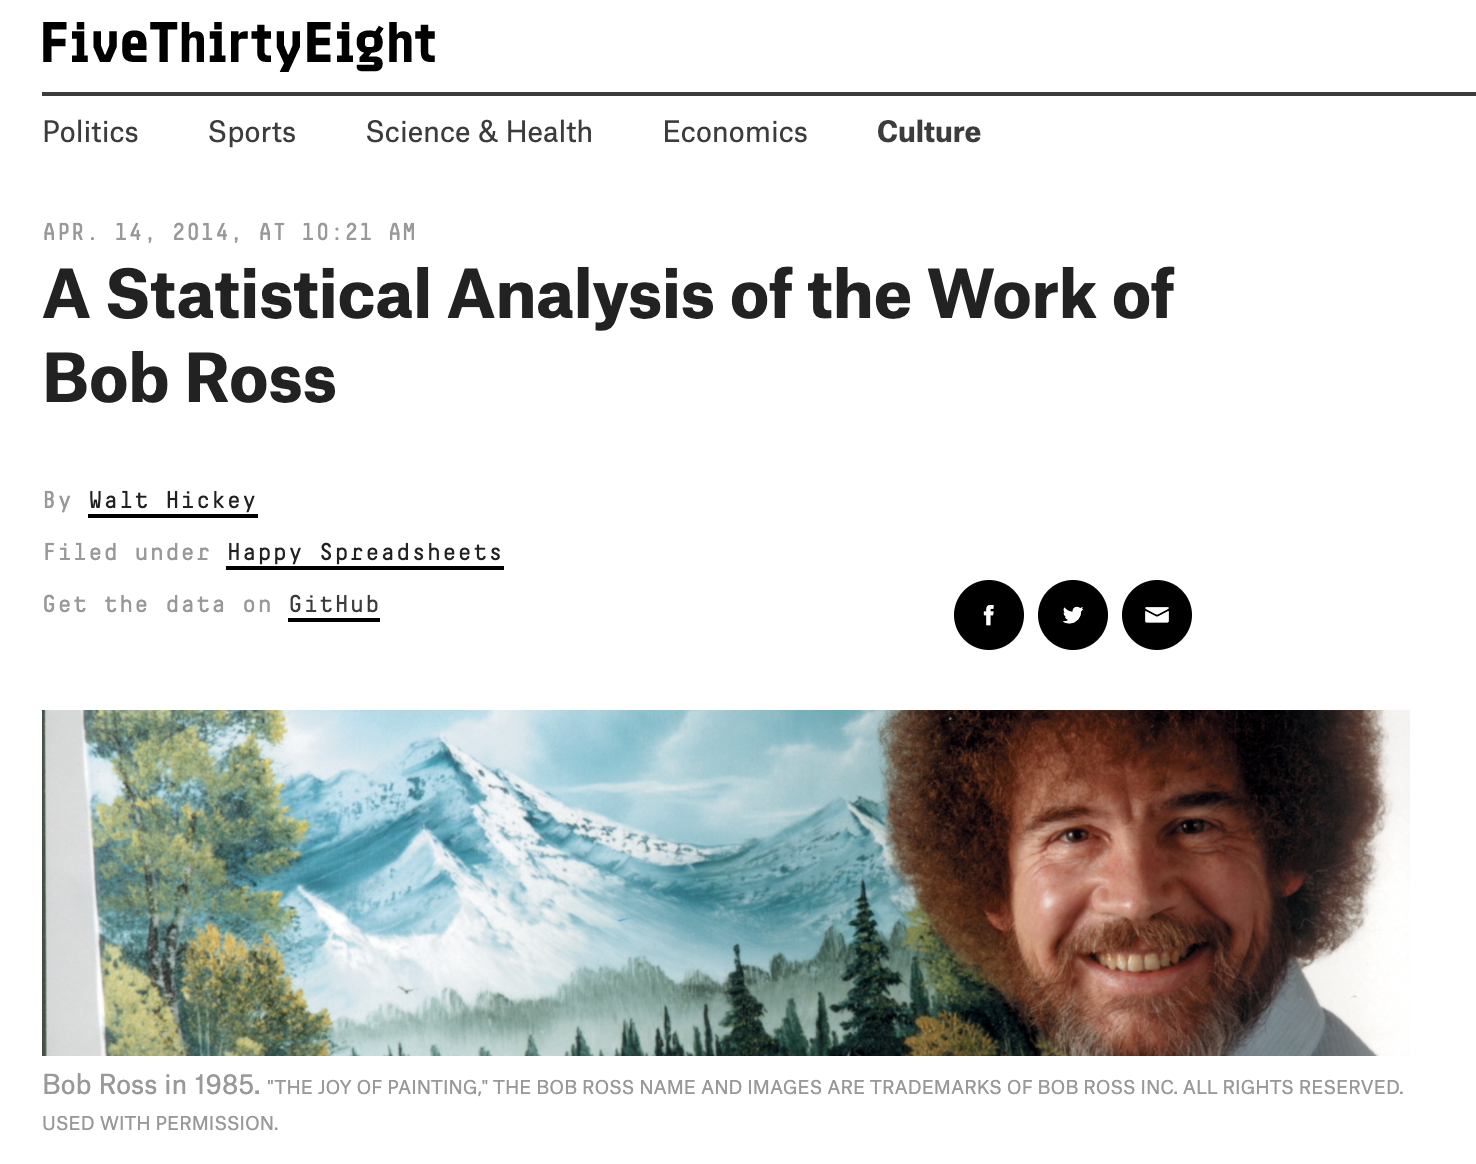 FiveThirtyEight
Politics Sports Science & Health Economics Culture
APR. 14, 2014, AT 10:21 AM
A Statistical Analysis of the Work of
Bob Ross
By Walt Hickey
Filed under Happy Spreadsheets
Get the data on GitHub
f
Bob Ross in 1985. "THE JOY OF PAINTING," THE BOB ROSS NAME AND IMAGES ARE TRADEMARKS OF BOB ROSS INC. ALL RIGHTS RESERVED.
USED WITH PERMISSION.